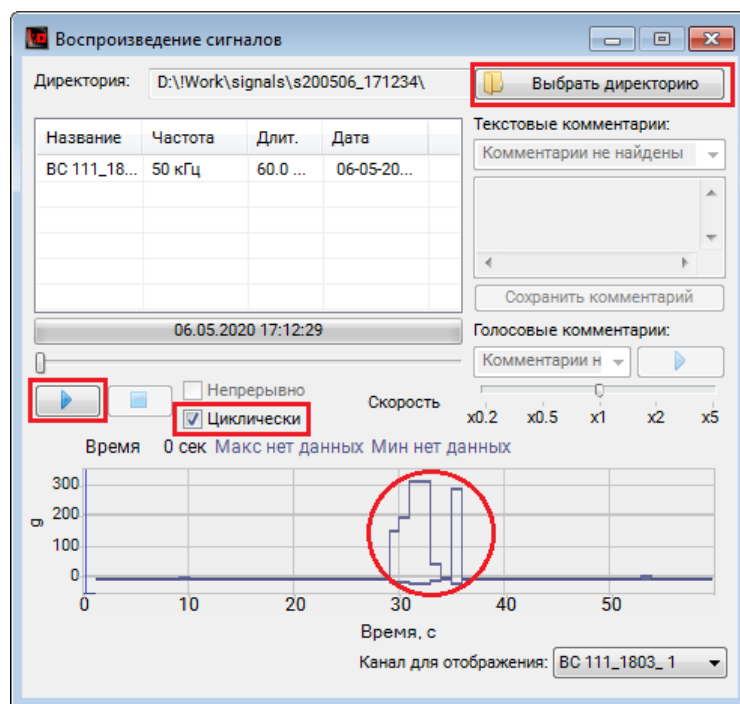 Воспроизведение сигналов
Директория: D:\!Work\signals\s200506_171234\ Выбрать директорию
Название Частота Длит. Дата
ВС 111_18... 50 кГц 60.0 ... 06-05-20...
Текстовые комментарии:
Комментарии не найдены
Сохранить комментарий
06.05.2020 17:12:29
Голосовые комментарии:
Комментарии н
Непрерывно
Циклически
Скорость
x0.2 x0.5 x1 x2 x5
Время 0 сек Макс нет данных Мин нет данных
300
200
100
0
g
0 10 20 30 40 50
Время, с
Канал для отображения: ВС 111_1803_ 1